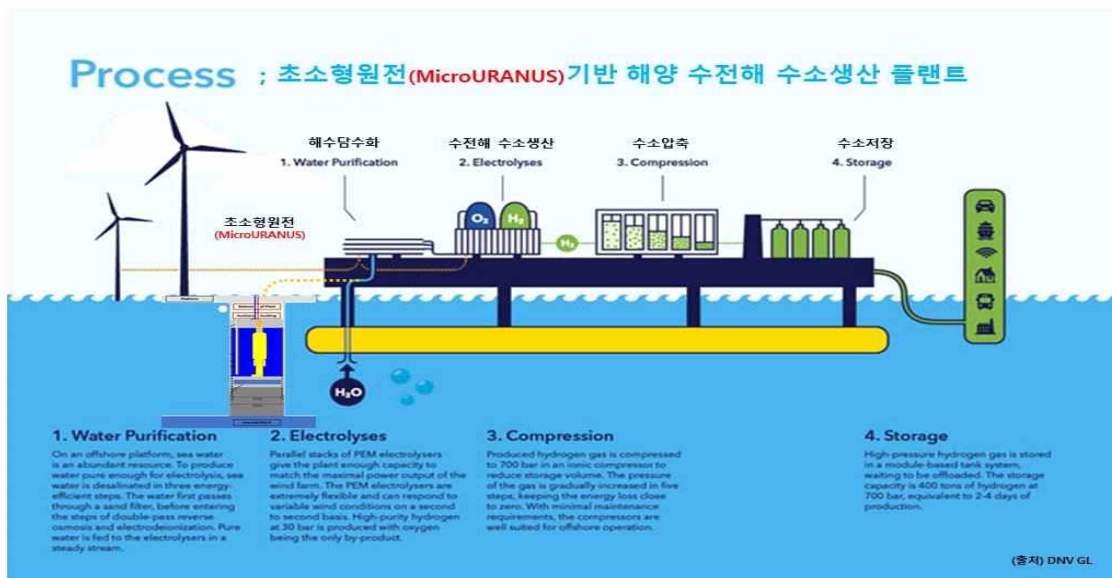 Process ; 초소형원전(MicroURANUS)기반 해양 수전해 수소생산 플랜트
해수담수화
1. Water Purification
수전해 수소생산
2. Electrolyses
수소압축
3. Compression
수소저장
4. Storage
초소형원전
(MicroURANUS)
O₂
H₂
H₂
H₂O
1. Water Purification
On an offshore platform, sea water
is an abundant resource. To produce
water pure enough for electrolysis, sea
water is desalinated in three energy-
efficient steps. The water first passes
through a sand filter, before entering
the steps of double-pass reverse
osmosis and electrodeionization. Pure
water is fed to the electrolysers in a
steady stream.
2. Electrolyses
Parallel stacks of PEM electrolysers
give the plant enough capacity to
match the maximal power output of the
wind farm. The PEM electrolysers are
extremely flexible and can respond to
variable wind conditions on a second
to second basis. High-purity hydrogen
at 30 bar is produced with oxygen
being the only by-product.
3. Compression
Produced hydrogen gas is compressed
to 700 bar in an ionic compressor to
reduce storage volume. The pressure
of the gas is gradually increased in five
steps, keeping the energy loss close
to zero. With minimal maintenance
requirements, the compressors are
well suited for offshore operation.
4. Storage
High-pressure hydrogen gas is stored
in a module-based tank system,
waiting to be offloaded. The storage
capacity is 400 tons of hydrogen at
700 bar, equivalent to 2-4 days of
production.
(출처) DNV GL